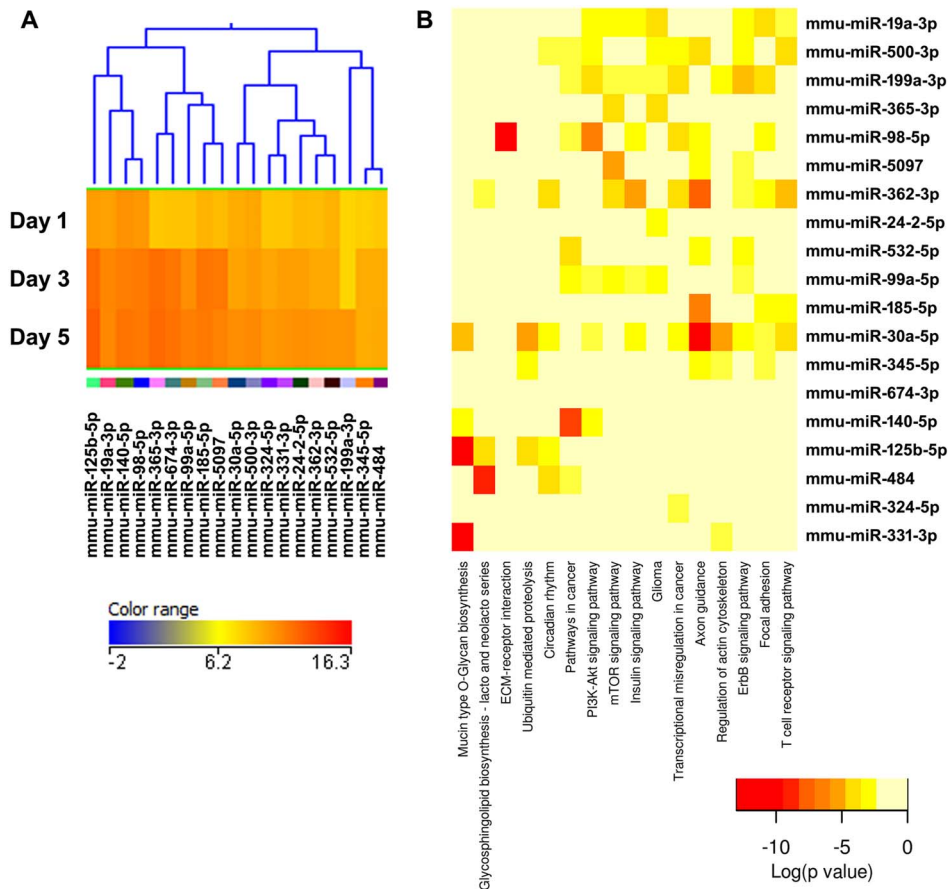 A
Day 1
Day 3
Day 5
mmu-miR-125b-5p
mmu-miR-19a-3p
mmu-miR-140-5p
mmu-miR-98-5p
mmu-miR-365-3p
mmu-miR-674-3p
mmu-miR-99a-5p
mmu-miR-185-5p
mmu-miR-5097
mmu-miR-30a-5p
mmu-miR-500-3p
mmu-miR-324-5p
mmu-miR-331-3p
mmu-miR-24-2-5p
mmu-miR-362-3p
mmu-miR-532-5p
mmu-miR-199a-3p
mmu-miR-345-5p
mmu-miR-484
Color range
-2 6.2 16.3
B
mmu-miR-19a-3p
mmu-miR-500-3p
mmu-miR-199a-3p
mmu-miR-365-3p
mmu-miR-98-5p
mmu-miR-5097
mmu-miR-362-3p
mmu-miR-24-2-5p
mmu-miR-532-5p
mmu-miR-99a-5p
mmu-miR-185-5p
mmu-miR-30a-5p
mmu-miR-345-5p
mmu-miR-674-3p
mmu-miR-140-5p
mmu-miR-125b-5p
mmu-miR-484
mmu-miR-324-5p
mmu-miR-331-3p
Mucin type O-Glycan biosynthesis
Glycosphingolipid biosynthesis - lacto and neolacto series
ECM-receptor interaction
Ubiquitin mediated proteolysis
Circadian rhythm
Pathways in cancer
PI3K-Akt signaling pathway
mTOR signaling pathway
Insulin signaling pathway
Glioma
Transcriptional misregulation in cancer
Axon guidance
Regulation of actin cytoskeleton
ErbB signaling pathway
Focal adhesion
T cell receptor signaling pathway
-10 -5 0
Log(p value)